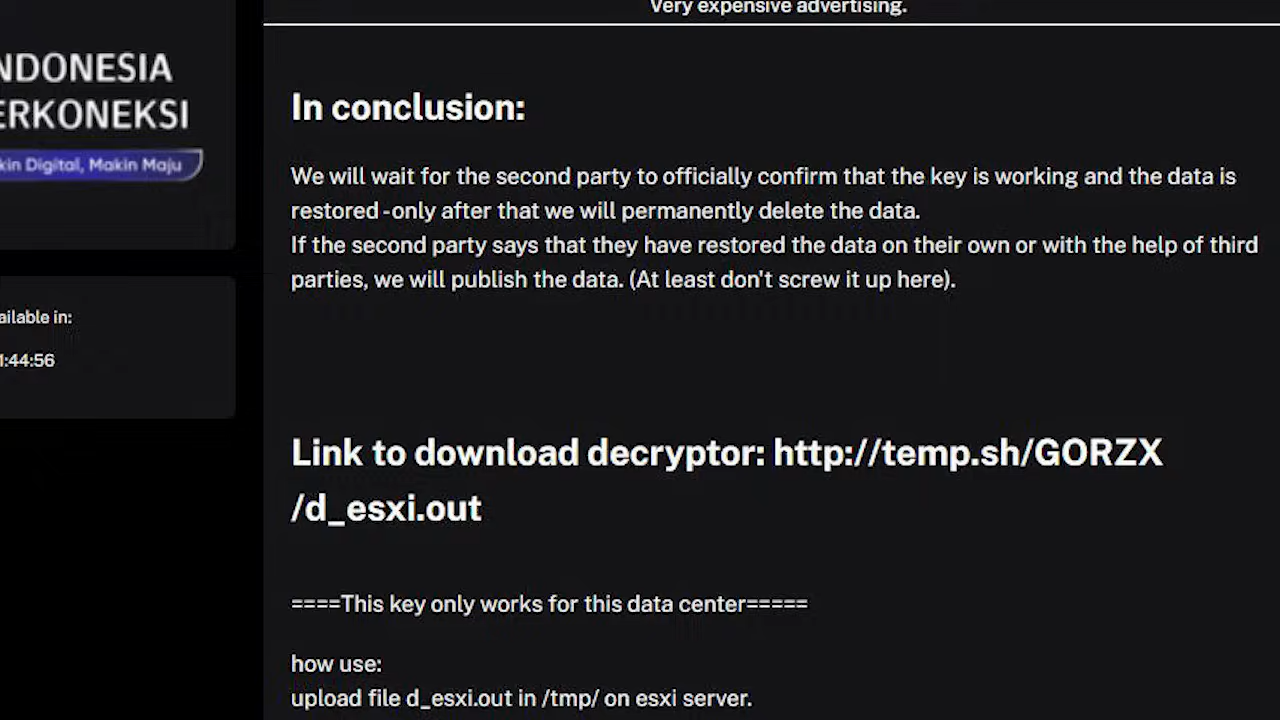 Very expensive advertising.
NDONESIA
ERKONEKSI
kin Digital, Makin Maju
In conclusion:
We will wait for the second party to officially confirm that the key is working and the data is
restored -only after that we will permanently delete the data.
If the second party says that they have restored the data on their own or with the help of third
parties, we will publish the data. (At least don't screw it up here).
ailable in:
1:44:56
Link to download decryptor: http://temp.sh/GORZX
/d_esxi.out
====This key only works for this data center=====
how use:
upload file d_esxi.out in /tmp/ on esxi server.